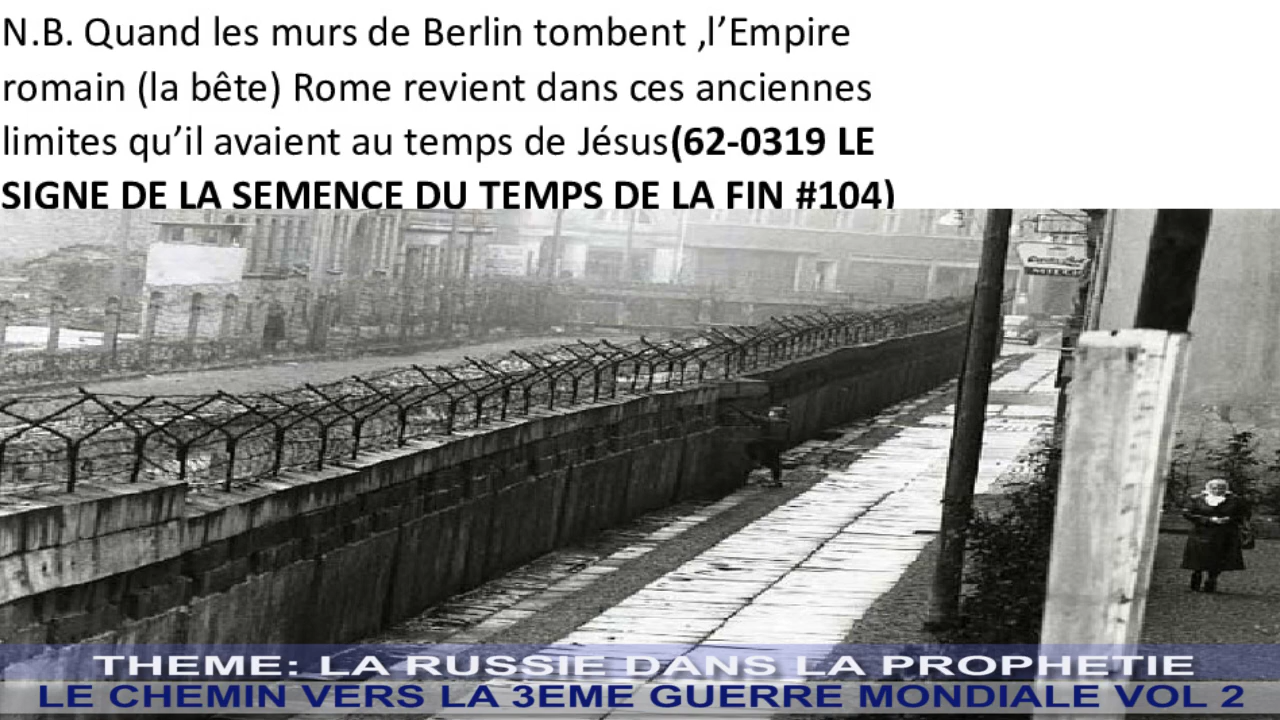 N.B. Quand les murs de Berlin tombent ,l’Empire
romain (la bête) Rome revient dans ces anciennes
limites qu’il avaient au temps de Jésus(62-0319 LE
SIGNE DE LA SEMENCE DU TEMPS DE LA FIN #104)
THEME: LA RUSSIE DANS LA PROPHETIE
LE CHEMIN VERS LA 3EME GUERRE MONDIALE VOL 2